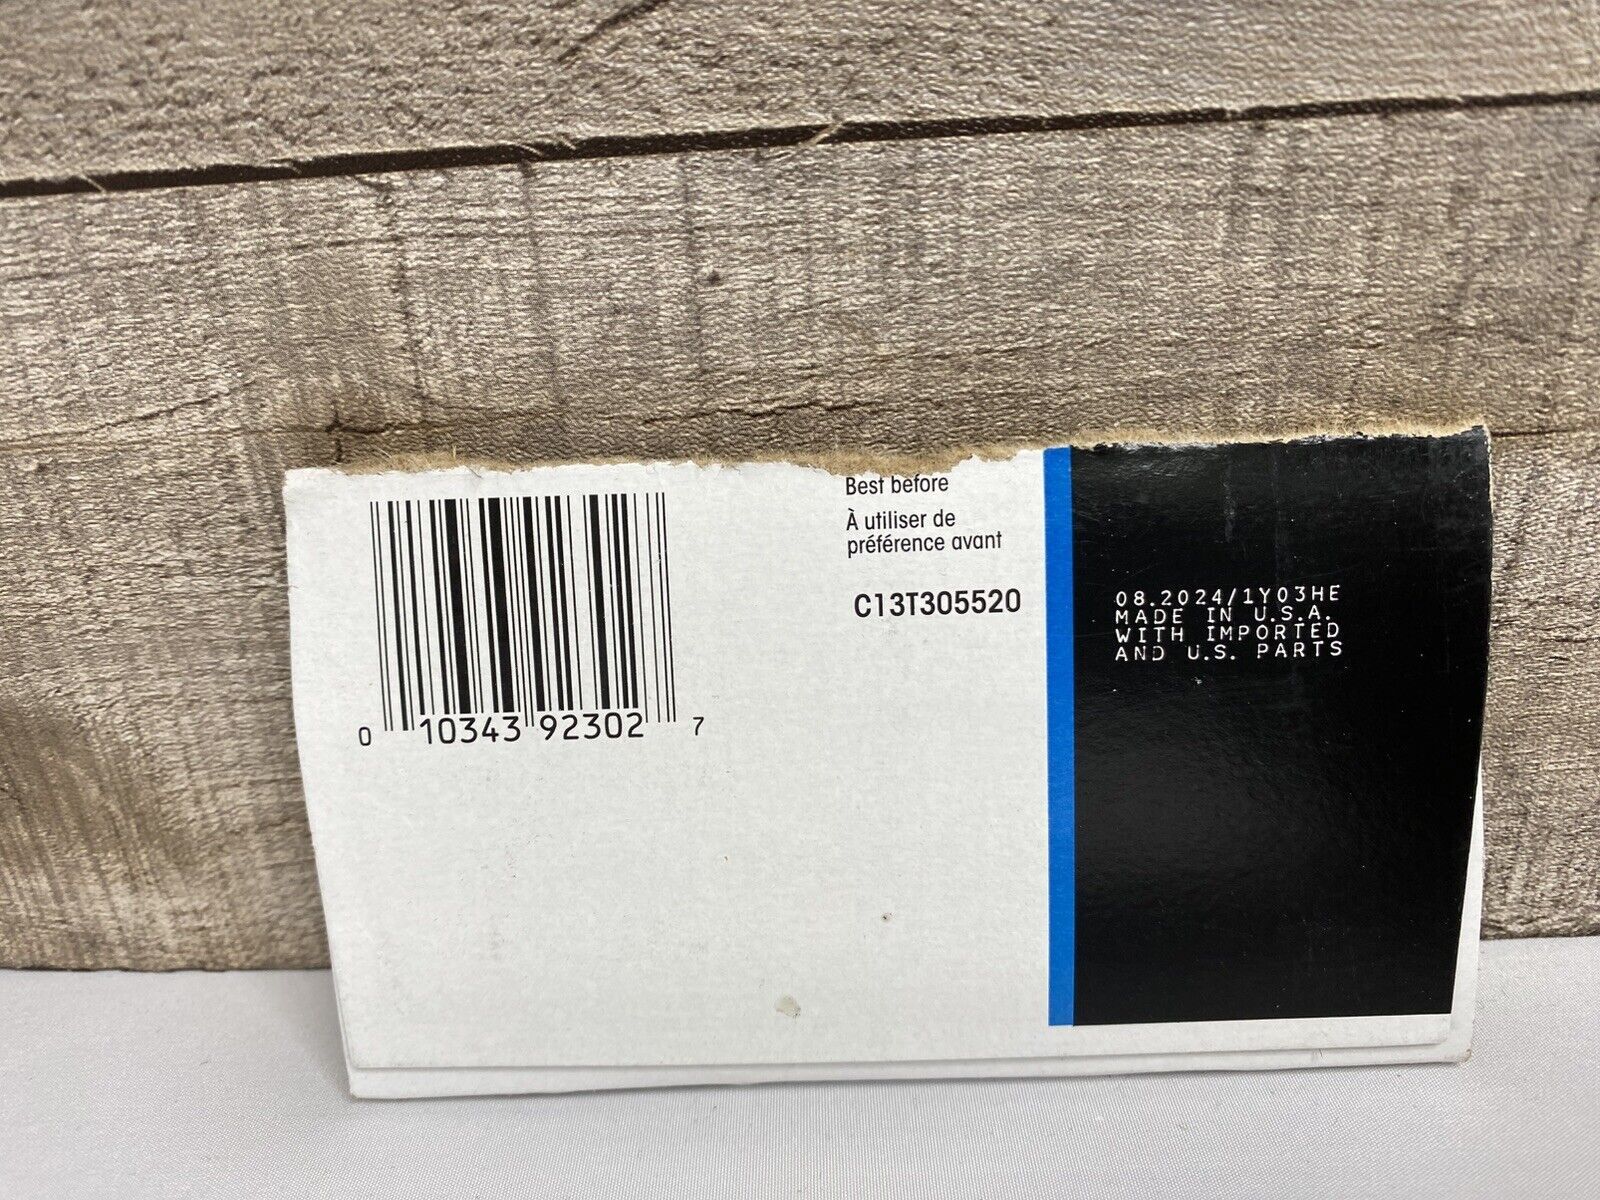 Best before
À utiliser de
préférence avant
C13T305520
08.2024/1Y03HE
MADE IN U.S.A.
WITH IMPORTED
AND U.S. PARTS
0 10343 92302 7